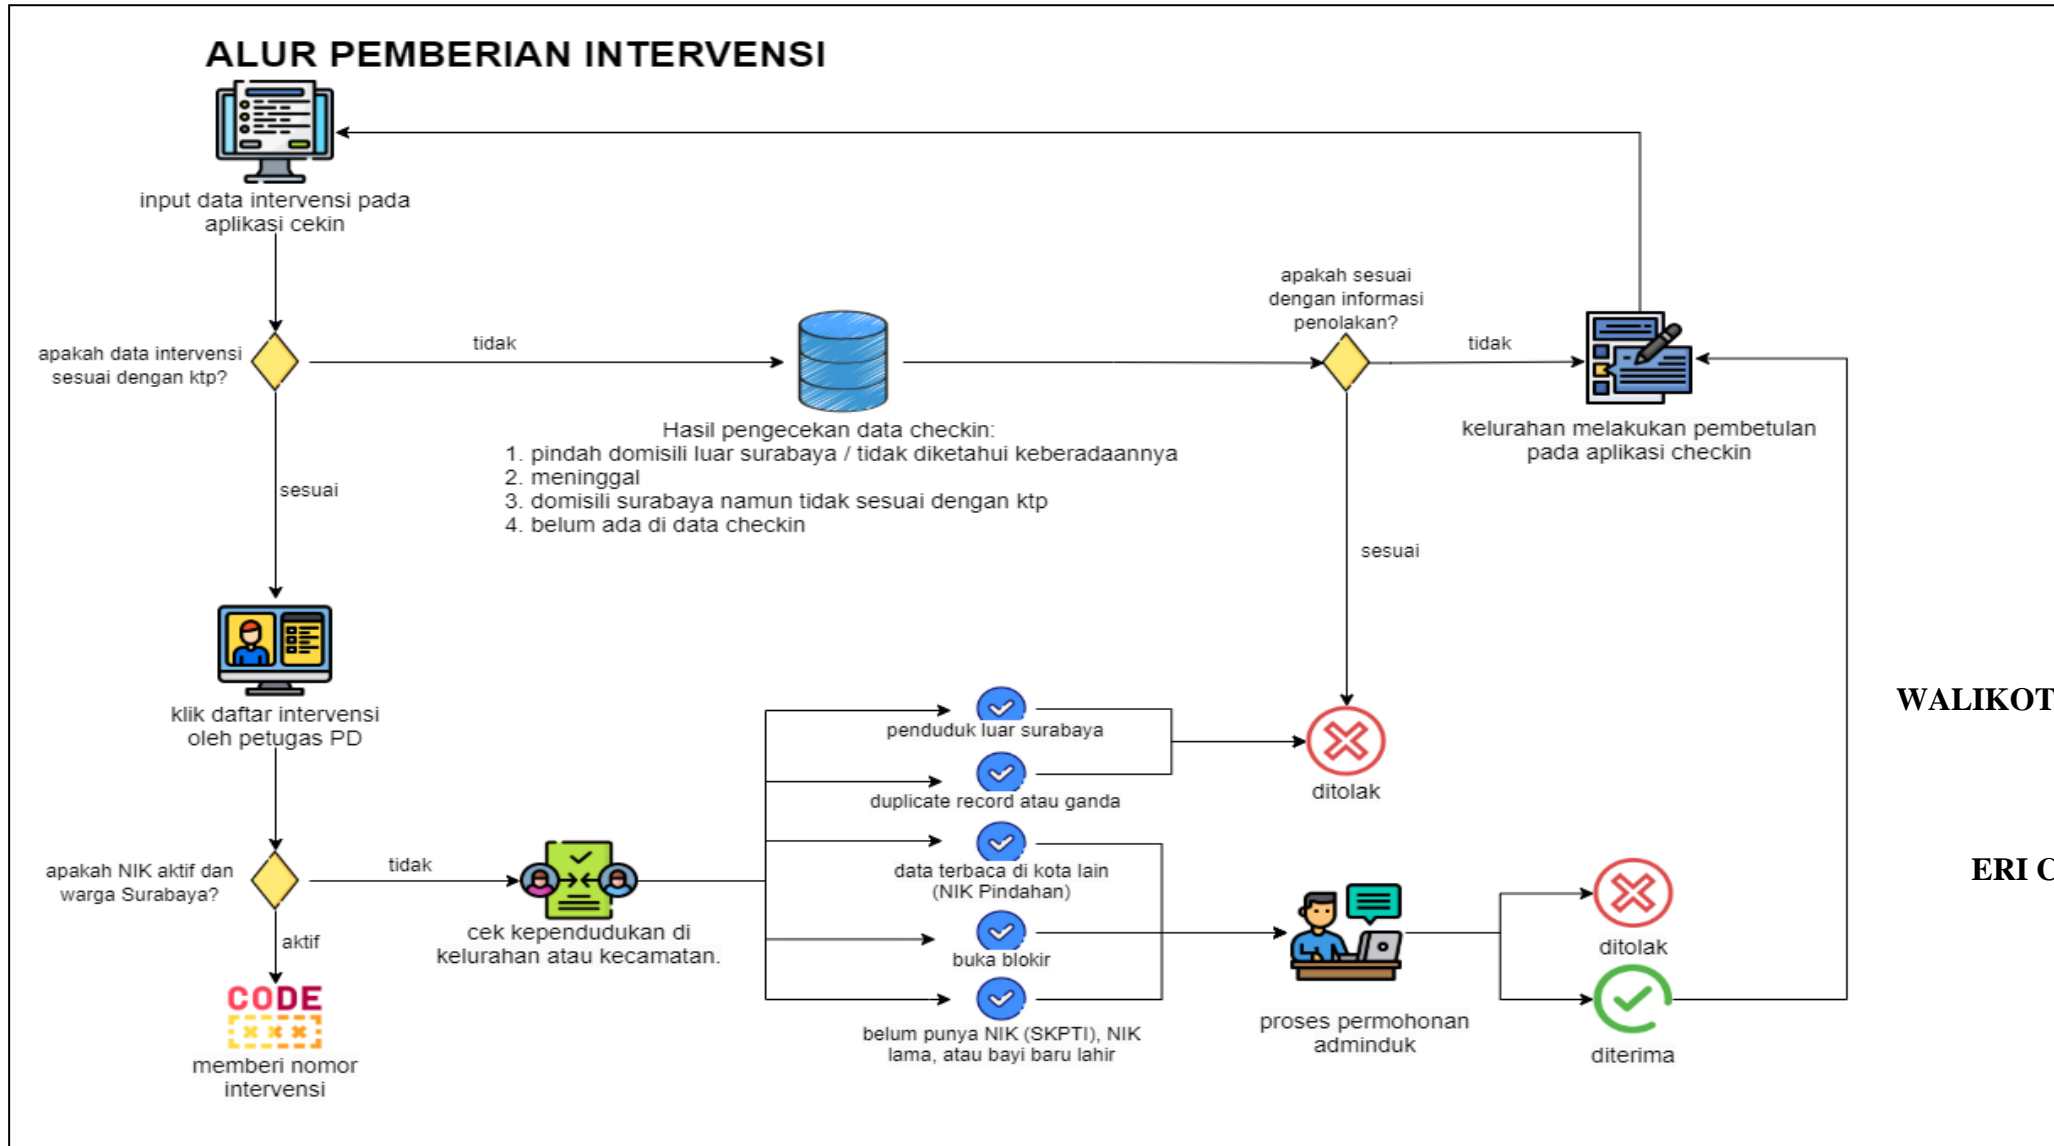 ALUR PEMBERIAN INTERVENSI
input data intervensi pada
aplikasi cekin
apakah data intervensi
sesuai dengan ktp?
tidak
Hasil pengecekan data checkin:
1. pindah domisili luar surabaya / tidak diketahui keberadaannya
2. meninggal
3. domisili surabaya namun tidak sesuai dengan ktp
4. belum ada di data checkin
apakah sesuai
dengan informasi
penolakan?
tidak
kelurahan melakukan pembetulan
pada aplikasi checkin
sesuai
sesuai
klik daftar intervensi
oleh petugas PD
apakah NIK aktif dan
warga Surabaya?
tidak
aktif
CODE
memberi nomor
intervensi
cek kependudukan di
kelurahan atau kecamatan.
penduduk luar surabaya
duplicate record atau ganda
data terbaca di kota lain
(NIK Pindahan)
buka blokir
belum punya NIK (SKPTI), NIK
lama, atau bayi baru lahir
ditolak
proses permohonan
adminduk
ditolak
diterima
WALIKOT
ERI